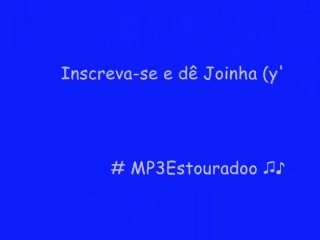 Inscreva-se e dê Joinha (y'
# MP3Estouradoo ♫♪